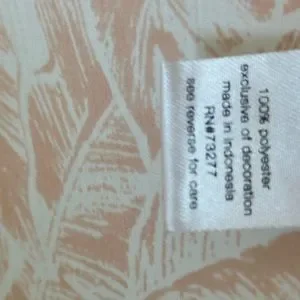 100% polyester
exclusive of decoration
made in Indonesia
RN#73277
see reverse for care